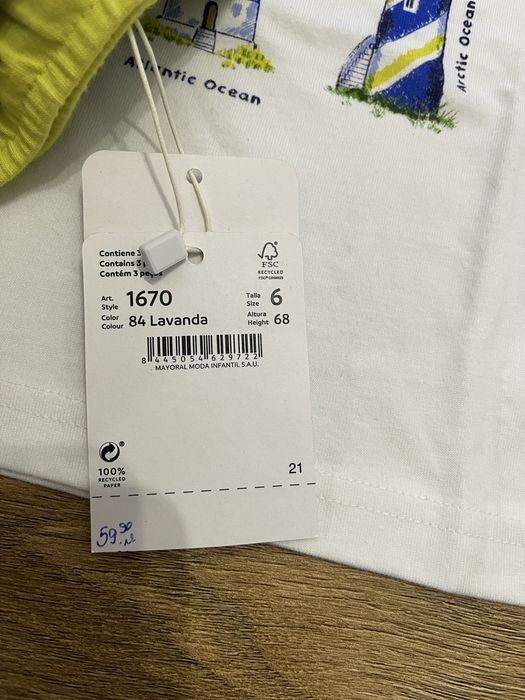 Atlantic Ocean
Arctic Ocean
Contiene 3
Contains 3
Contém 3 peças
FSC
RECYCLED
Art. Style 1670
Talla Size 6
Color Colour 84 Lavanda
Altura Height 68
8 445054 629722
MAYORAL MODA INFANTIL S.A.U.
100%
RECYCLED
PAPER
21
59.90